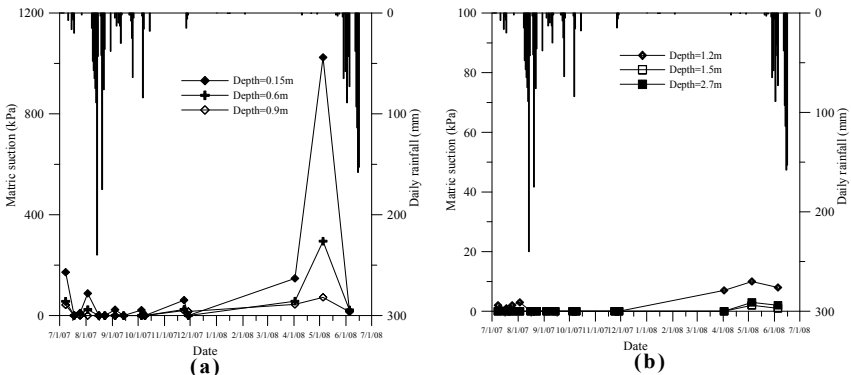 1200
800
400
0
Matric suction (kPa)
0
100
200
300
Daily rainfall (mm)
Depth=0.15m
Depth=0.6m
Depth=0.9m
7/1/07 8/1/07 9/1/07 10/1/07 11/1/07 12/1/07 1/1/08 2/1/08 3/1/08 4/1/08 5/1/08 6/1/08 7/1/08
Date
(a)
100
80
60
40
20
0
Matric suction (kPa)
0
100
200
300
Daily rainfall (mm)
Depth=1.2m
Depth=1.5m
Depth=2.7m
7/1/07 8/1/07 9/1/07 10/1/07 11/1/07 12/1/07 1/1/08 2/1/08 3/1/08 4/1/08 5/1/08 6/1/08 7/1/08
Date
(b)